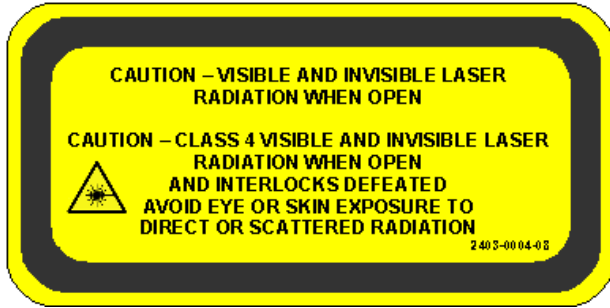 CAUTION – VISIBLE AND INVISIBLE LASER
RADIATION WHEN OPEN
CAUTION – CLASS 4 VISIBLE AND INVISIBLE LASER
RADIATION WHEN OPEN
AND INTERLOCKS DEFEATED
AVOID EYE OR SKIN EXPOSURE TO
DIRECT OR SCATTERED RADIATION
2403-0004-08